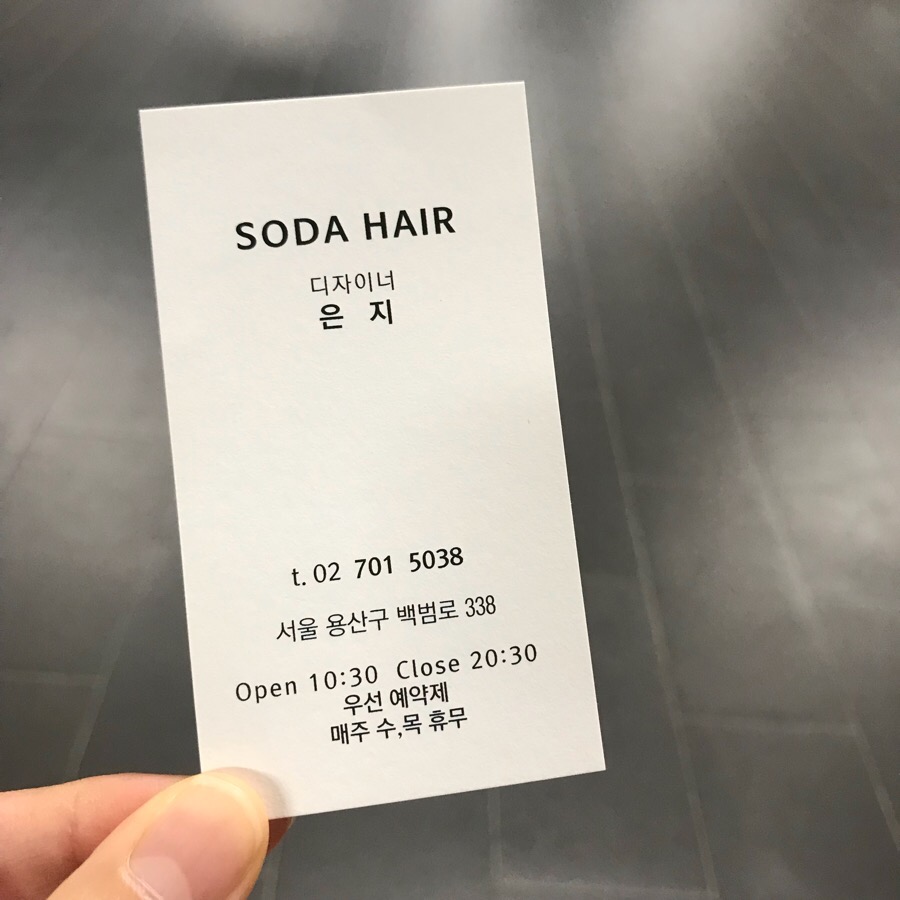 SODA HAIR
디자이너
은 지
t. 02 701 5038
서울 용산구 백범로 338
Open 10:30 Close 20:30
우선 예약제
매주 수,목 휴무